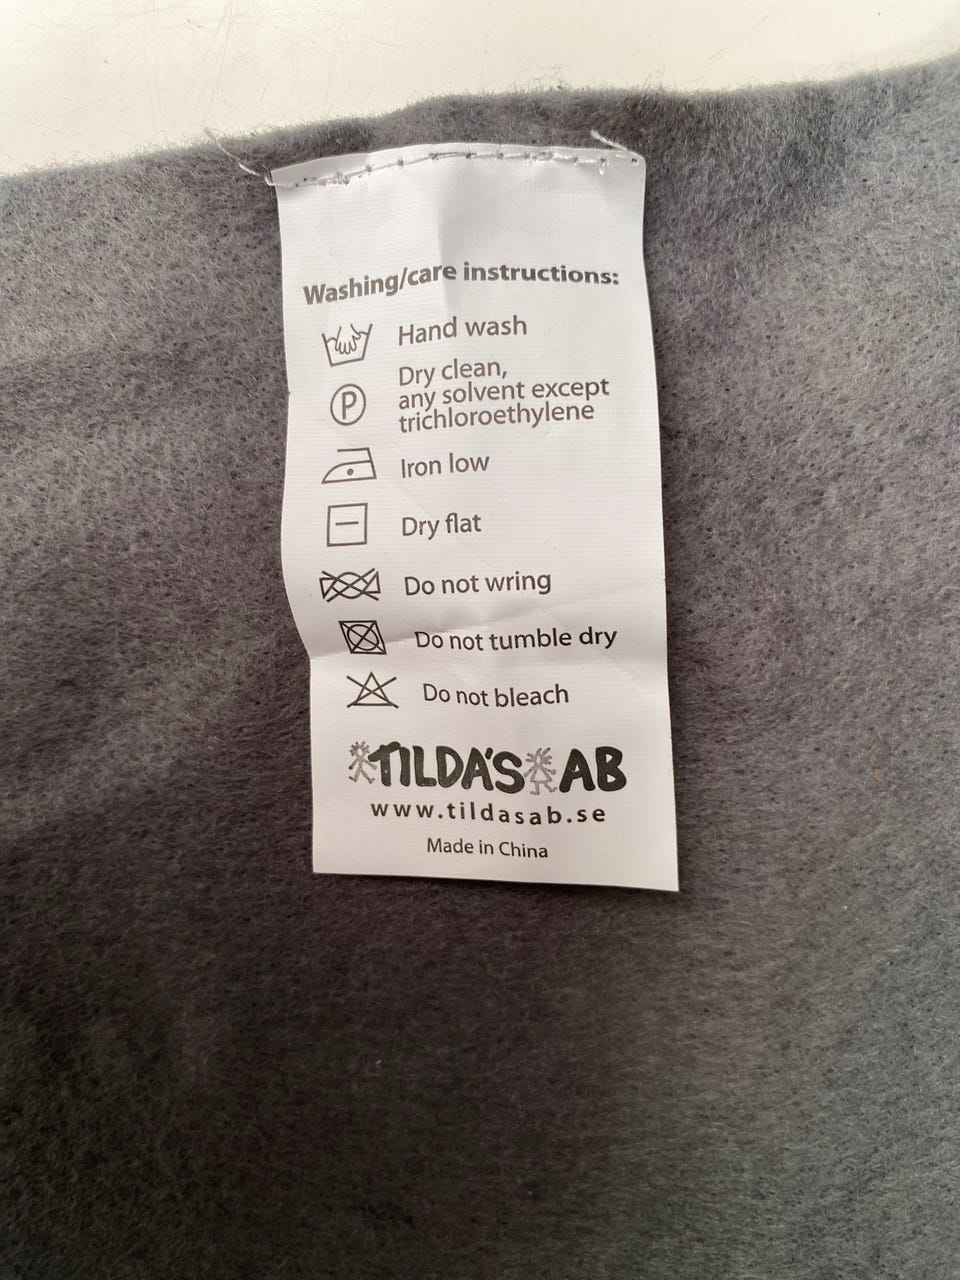 Washing/care instructions:
Hand wash
P
Dry clean,
any solvent except
trichloroethylene
Iron low
Dry flat
Do not wring
Do not tumble dry
Do not bleach
TILDA'S AB
www.tildasab.se
Made in China